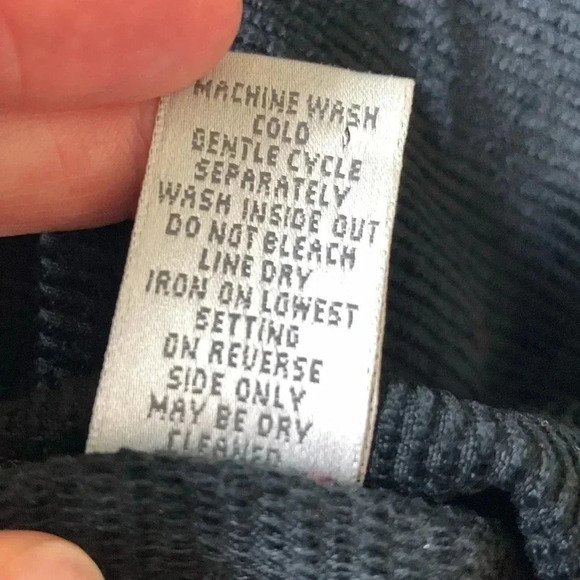 MACHINE WASH
COLD
GENTLE CYCLE
SEPARATELY
WASH INSIDE OUT
DO NOT BLEACH
LINE DRY
IRON ON LOWEST
SETTING
ON REVERSE
SIDE ONLY
MAY BE DRY
CLEANED